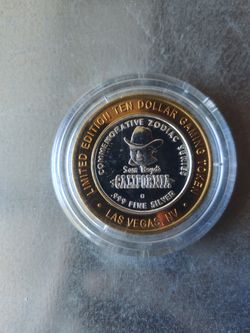 LIMITED EDITION TEN DOLLAR GAMING TOKEN
LAS VEGAS, NV
COMMEMORATIVE ZODIAC SERIES
Sam Boyd's
CALIFORNIA
.999 FINE SILVER